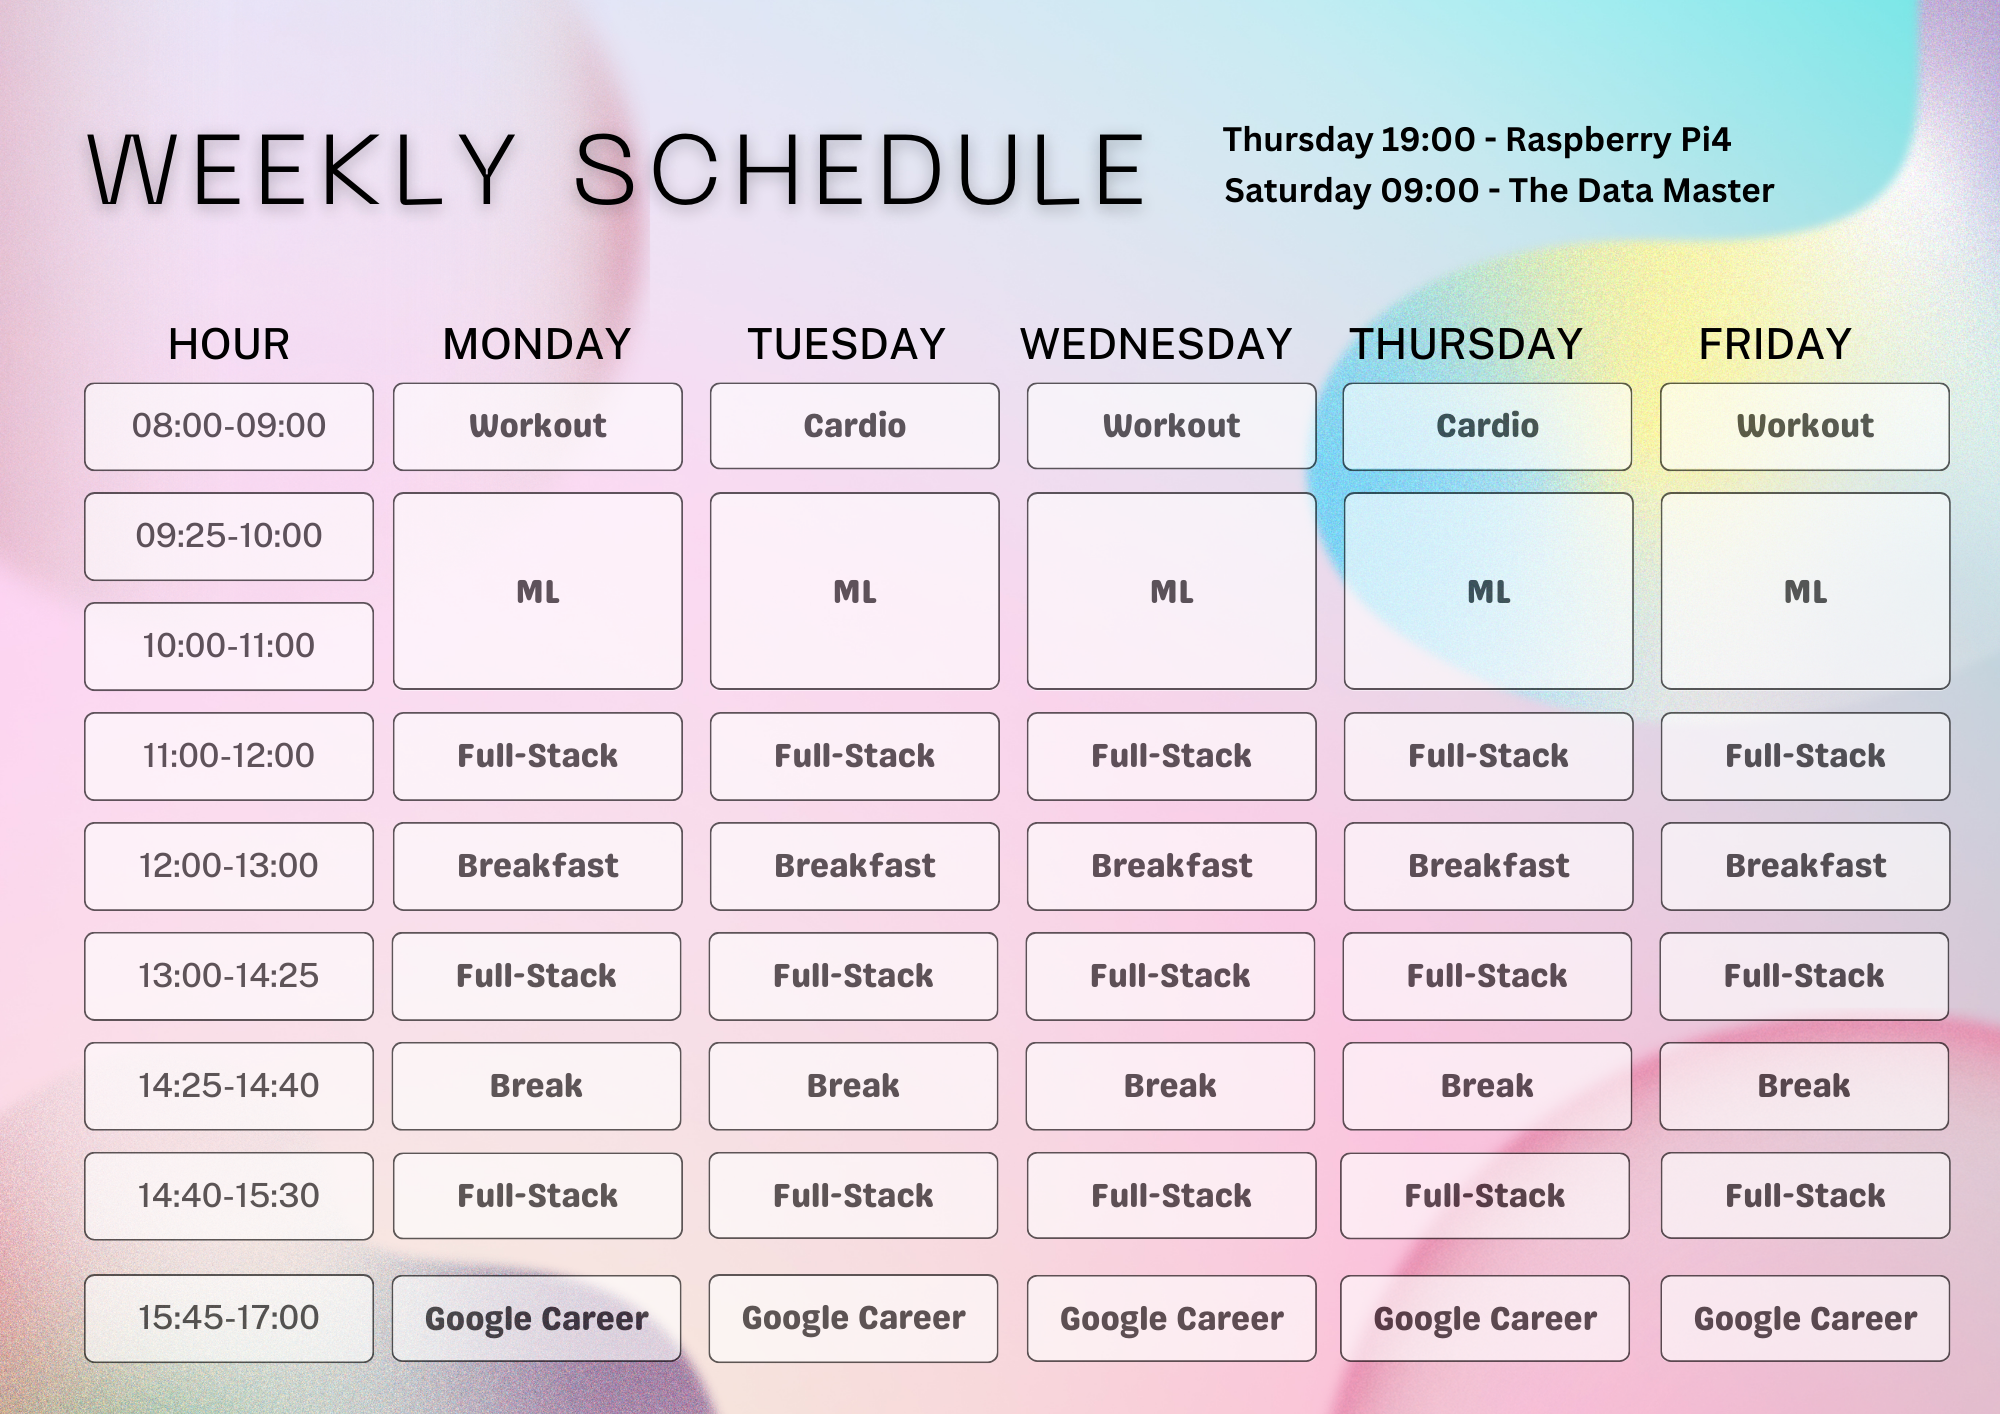 WEEKLY SCHEDULE
Thursday 19:00 - Raspberry Pi4
Saturday 09:00 - The Data Master
HOUR MONDAY TUESDAY WEDNESDAY THURSDAY FRIDAY
08:00-09:00 Workout Cardio Workout Cardio Workout
09:25-10:00
ML ML ML ML ML
10:00-11:00
11:00-12:00 Full-Stack Full-Stack Full-Stack Full-Stack Full-Stack
12:00-13:00 Breakfast Breakfast Breakfast Breakfast Breakfast
13:00-14:25 Full-Stack Full-Stack Full-Stack Full-Stack Full-Stack
14:25-14:40 Break Break Break Break Break
14:40-15:30 Full-Stack Full-Stack Full-Stack Full-Stack Full-Stack
15:45-17:00 Google Career Google Career Google Career Google Career Google Career